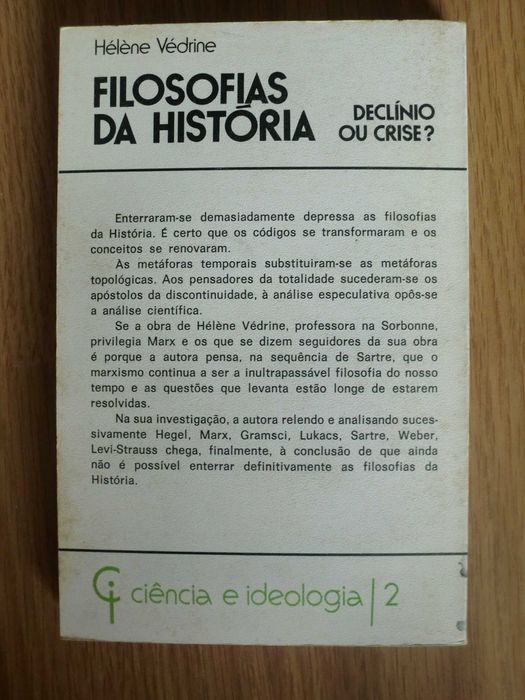 Hélène Védrine
FILOSOFIAS
DA HISTÓRIA
DECLÍNIO
OU CRISE?
Enterraram-se demasiadamente depressa as filosofias
da História. É certo que os códigos se transformaram e os
conceitos se renovaram.
Às metáforas temporais substituiram-se as metáforas
topológicas. Aos pensadores da totalidade sucederam-se os
apóstolos da discontinuidade, à análise especulativa opôs-se
a análise científica.
Se a obra de Hélène Védrine, professora na Sorbonne,
privilegia Marx e os que se dizem seguidores da sua obra
é porque a autora pensa, na sequência de Sartre, que o
marxismo continua a ser a inultrapassável filosofia do nosso
tempo e as questões que levanta estão longe de estarem
resolvidas.
Na sua investigação, a autora relendo e analisando suces-
sivamente Hegel, Marx, Gramsci, Lukacs, Sartre, Weber,
Levi-Strauss chega, finalmente, à conclusão de que ainda
não é possível enterrar definitivamente as filosofias da
História.
Ci ciência e ideologia | 2